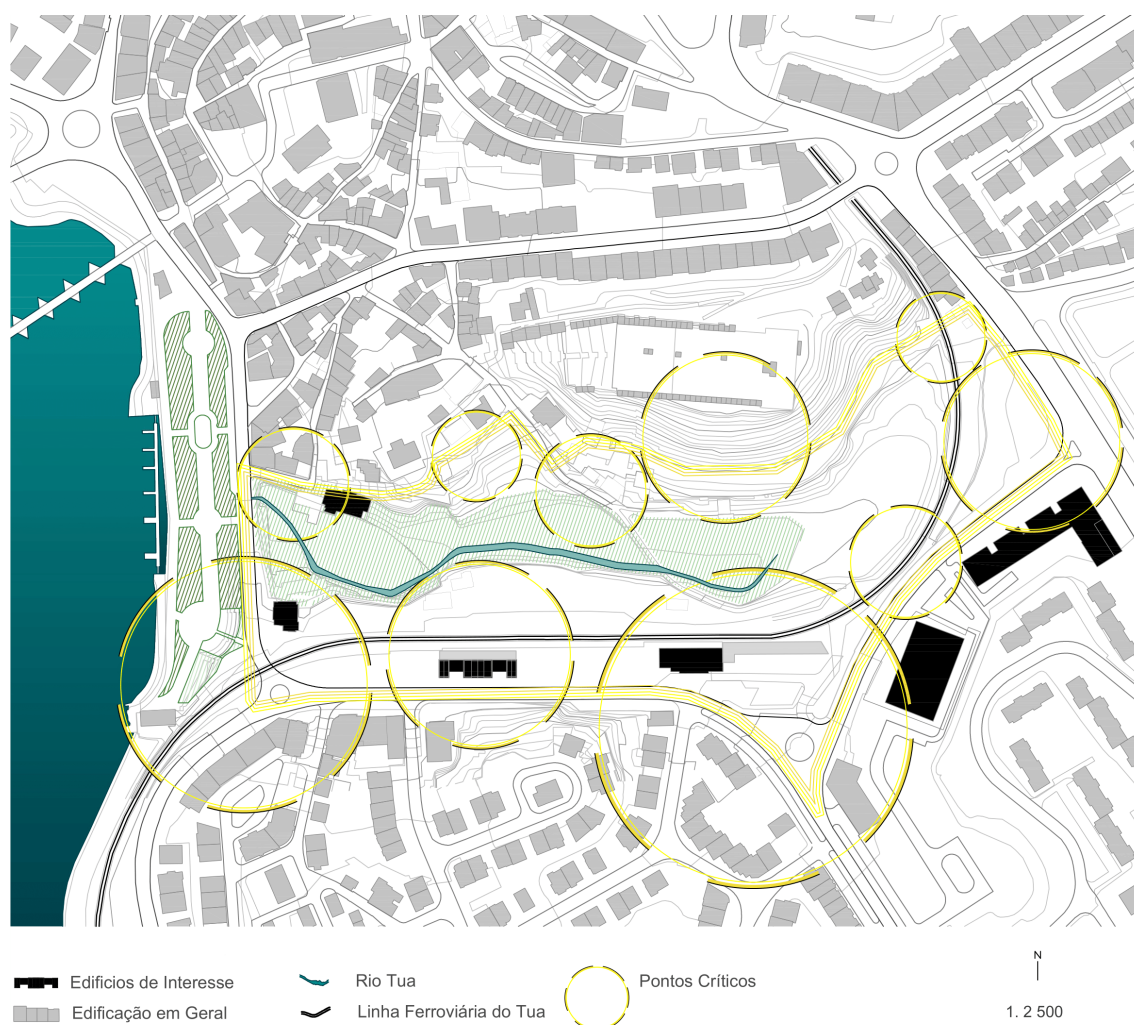 Edificios de Interesse
Edificação em Geral
Rio Tua
Linha Ferroviária do Tua
Pontos Críticos
N
1. 2 500